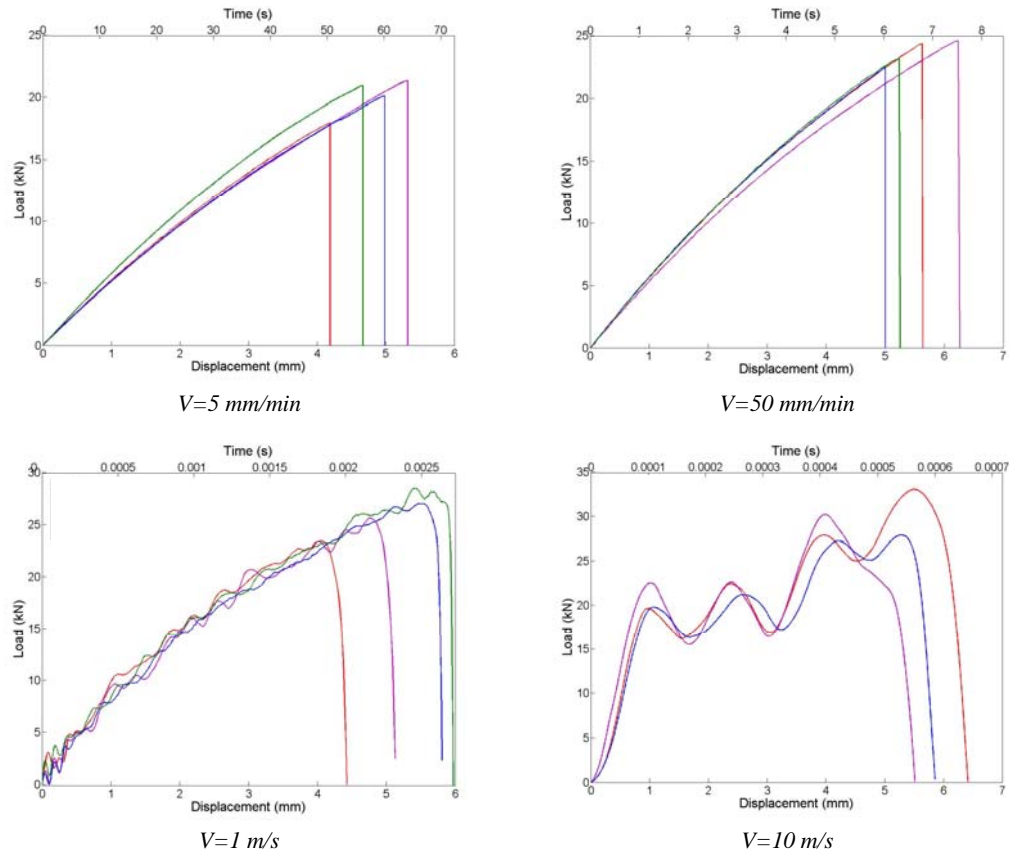 Time (s)
0 10 20 30 40 50 60 70
25
20
15
10
5
0
Load (kN)
0 1 2 3 4 5 6
Displacement (mm)
V=5 mm/min
Time (s)
0 1 2 3 4 5 6 7 8
25
20
15
10
5
0
Load (kN)
0 1 2 3 4 5 6 7
Displacement (mm)
V=50 mm/min
Time (s)
0 0.0005 0.001 0.0015 0.002 0.0025
30
25
20
15
10
5
0
Load (kN)
0 1 2 3 4 5 6
Displacement (mm)
V=1 m/s
Time (s)
0 0.0001 0.0002 0.0003 0.0004 0.0005 0.0006 0.0007
35
30
25
20
15
10
5
0
Load (kN)
0 1 2 3 4 5 6 7
Displacement (mm)
V=10 m/s